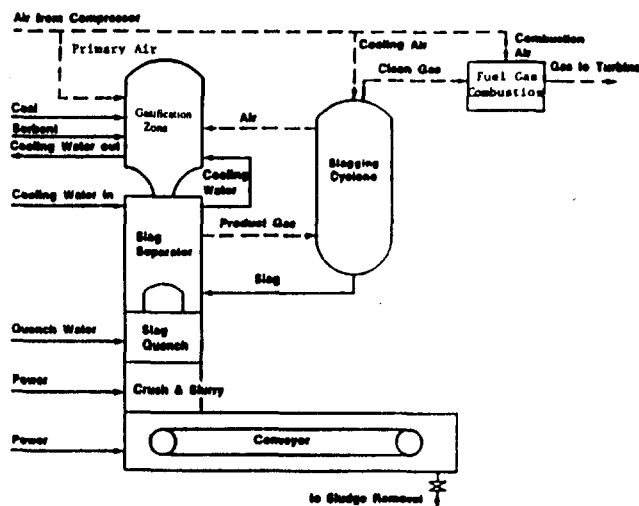 Air from Compressor
Primary Air
Cooling Air
Combustion
Air
Clean Gas
Gas to Turbine
Fuel Gas
Combustion
Coal
Gasification
Zone
Sorbent
Air
Cooling Water out
Slagging
Cyclone
Cooling
Water
Cooling Water in
Product Gas
Slag
Separator
Slag
Quench Water
Slag
Quench
Power
Crush & Slurry
Power
Conveyor
to Sludge Removal